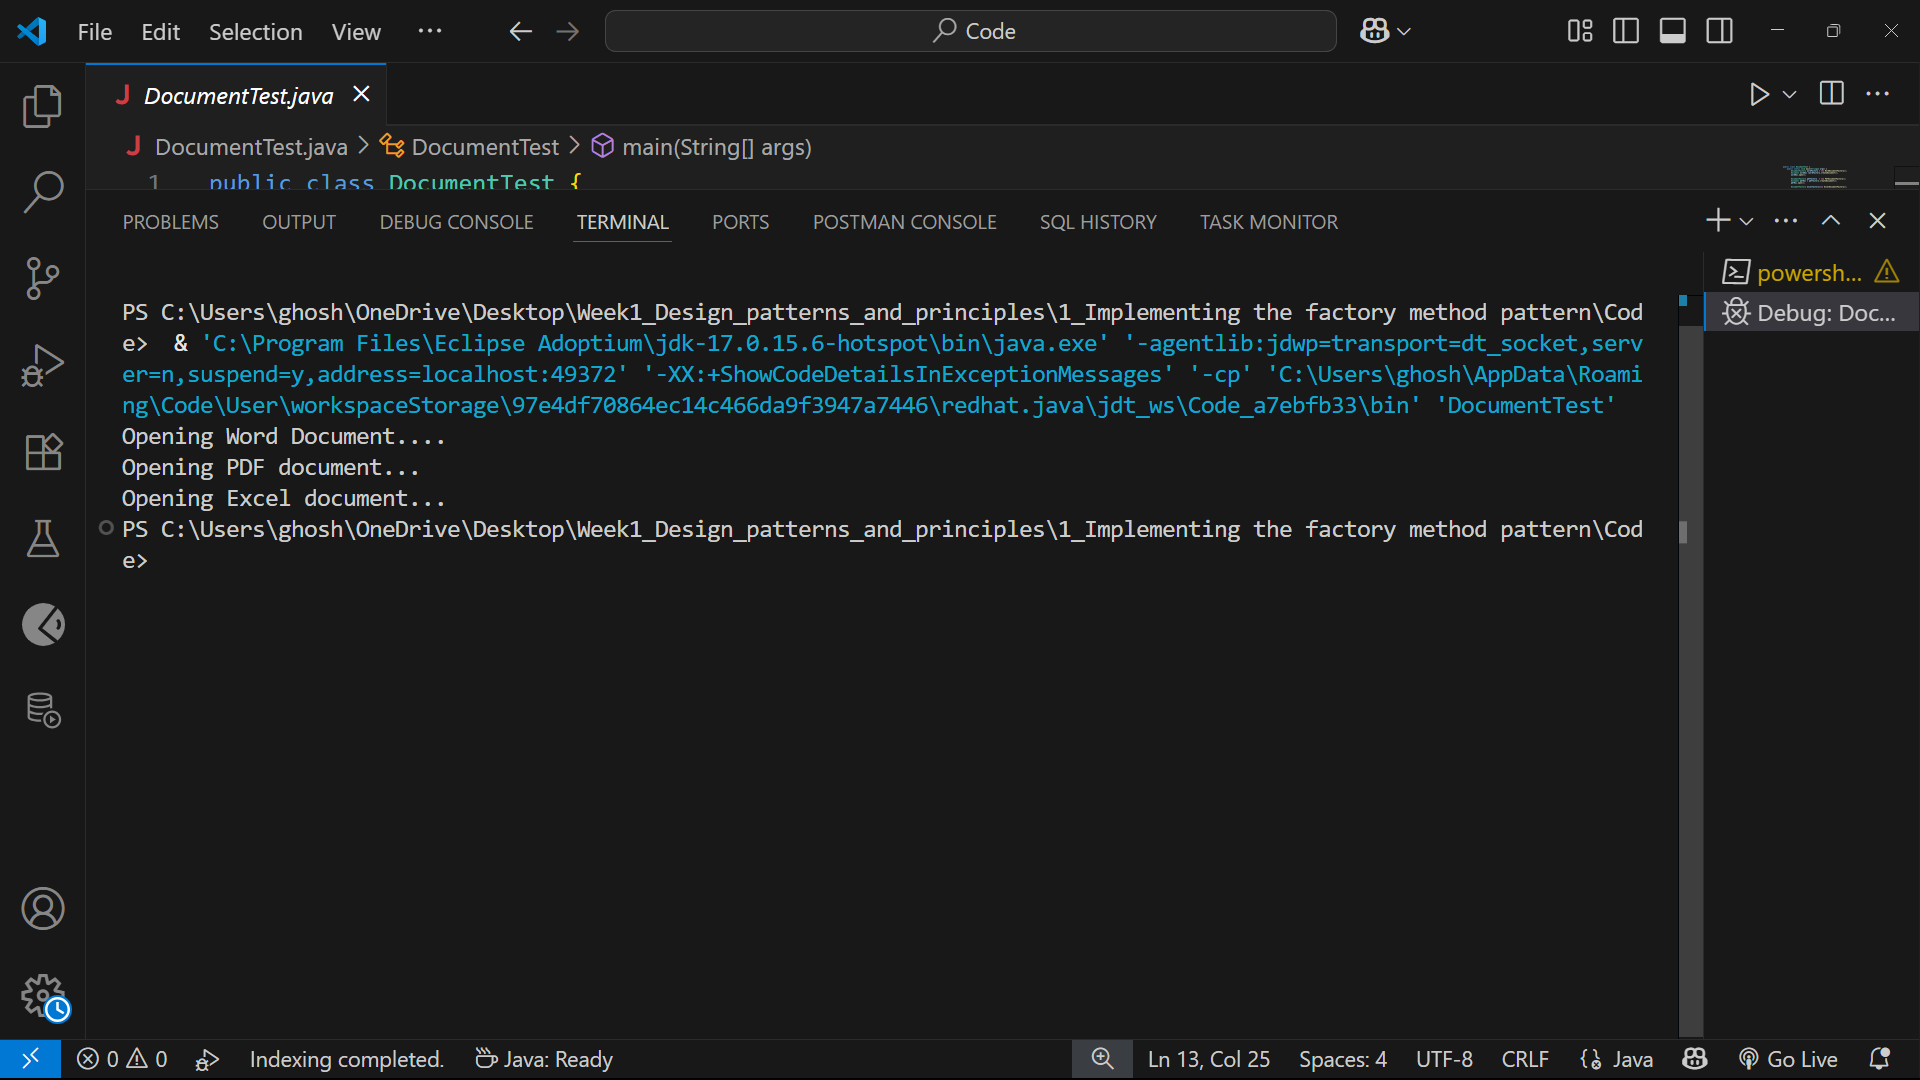 File Edit Selection View ··· Code
DocumentTest.java
DocumentTest.java > DocumentTest > main(String[] args)
1 public class DocumentTest {
PROBLEMS OUTPUT DEBUG CONSOLE TERMINAL PORTS POSTMAN CONSOLE SQL HISTORY TASK MONITOR
powersh...
Debug: Doc...
PS C:\Users\ghosh\OneDrive\Desktop\Week1_Design_patterns_and_principles\1_Implementing the factory method pattern\Cod
e>  & 'C:\Program Files\Eclipse Adoptium\jdk-17.0.15.6-hotspot\bin\java.exe' '-agentlib:jdwp=transport=dt_socket,serv
er=n,suspend=y,address=localhost:49372' '-XX:+ShowCodeDetailsInExceptionMessages' '-cp' 'C:\Users\ghosh\AppData\Roami
ng\Code\User\workspaceStorage\97e4df70864ec14c466da9f3947a7446\redhat.java\jdt_ws\Code_a7ebfb33\bin' 'DocumentTest'
Opening Word Document....
Opening PDF document...
Opening Excel document...
PS C:\Users\ghosh\OneDrive\Desktop\Week1_Design_patterns_and_principles\1_Implementing the factory method pattern\Cod
e>
0 0 Indexing completed. Java: Ready Ln 13, Col 25 Spaces: 4 UTF-8 CRLF Java Go Live